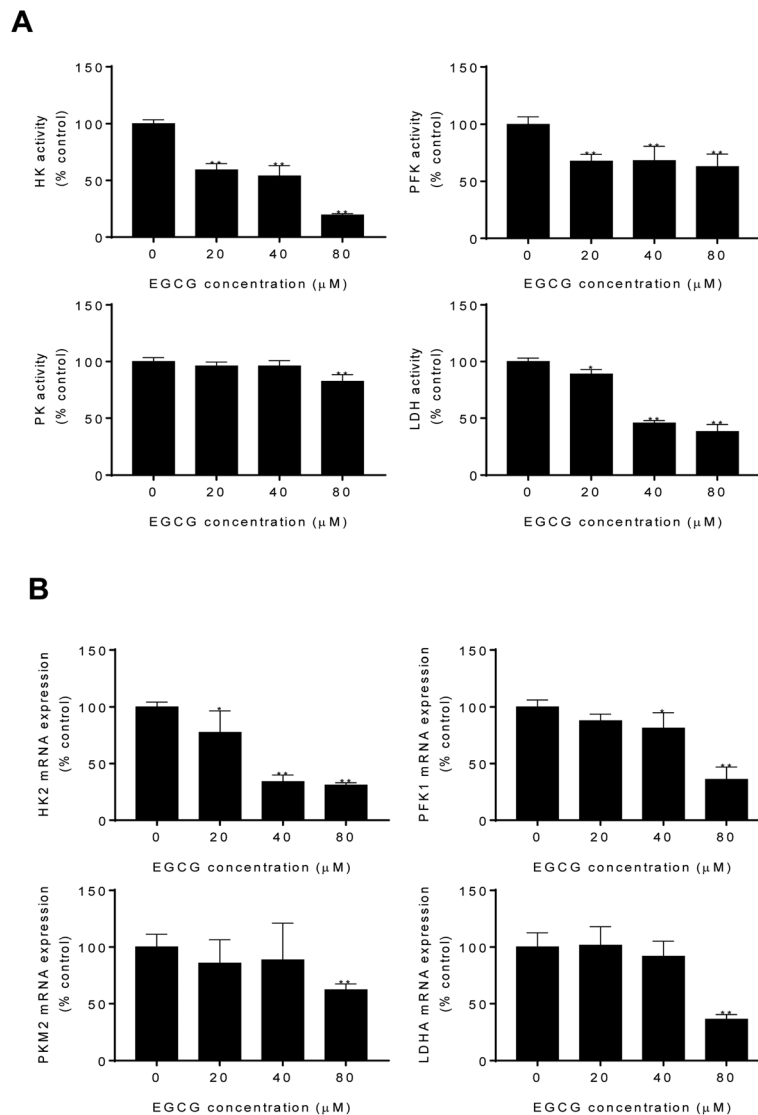 A
HK activity
(% control)
150
100
50
0
** ** **
0 20 40 80
EGCG concentration (μM)
PFK activity
(% control)
150
100
50
0
** ** **
0 20 40 80
EGCG concentration (μM)
PK activity
(% control)
150
100
50
0
**
0 20 40 80
EGCG concentration (μM)
LDH activity
(% control)
150
100
50
0
* ** **
0 20 40 80
EGCG concentration (μM)
B
HK2 mRNA expression
(% control)
150
100
50
0
* ** **
0 20 40 80
EGCG concentration (μM)
PFK1 mRNA expression
(% control)
150
100
50
0
* **
0 20 40 80
EGCG concentration (μM)
PKM2 mRNA expression
(% control)
150
100
50
0
**
0 20 40 80
EGCG concentration (μM)
LDHA mRNA expression
(% control)
150
100
50
0
**
0 20 40 80
EGCG concentration (μM)